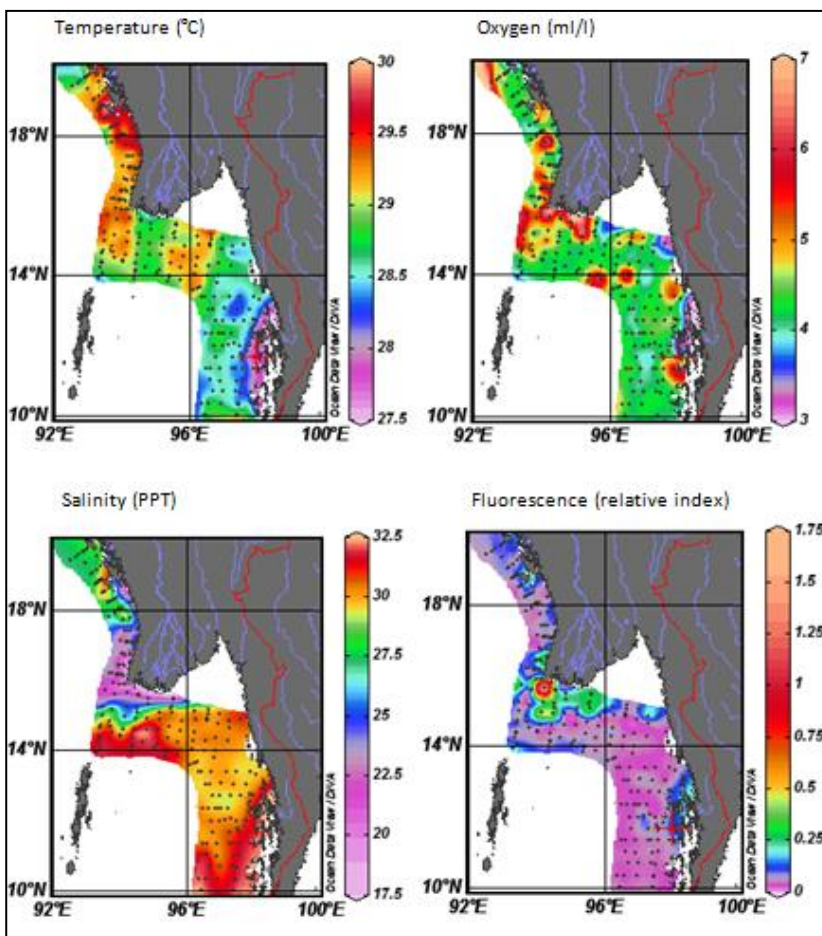 Temperature (°C)
30
29.5
29
28.5
28
27.5
18°N
14°N
10°N
92°E
96°E
100°E
Ocean Data View / DIVA
Oxygen (ml/l)
7
6
5
4
3
18°N
14°N
10°N
92°E
96°E
100°E
Ocean Data View / DIVA
Salinity (PPT)
32.5
30
27.5
25
22.5
20
17.5
18°N
14°N
10°N
92°E
96°E
100°E
Ocean Data View / DIVA
Fluorescence (relative index)
1.75
1.5
1.25
1
0.75
0.5
0.25
0
18°N
14°N
10°N
92°E
96°E
100°E
Ocean Data View / DIVA